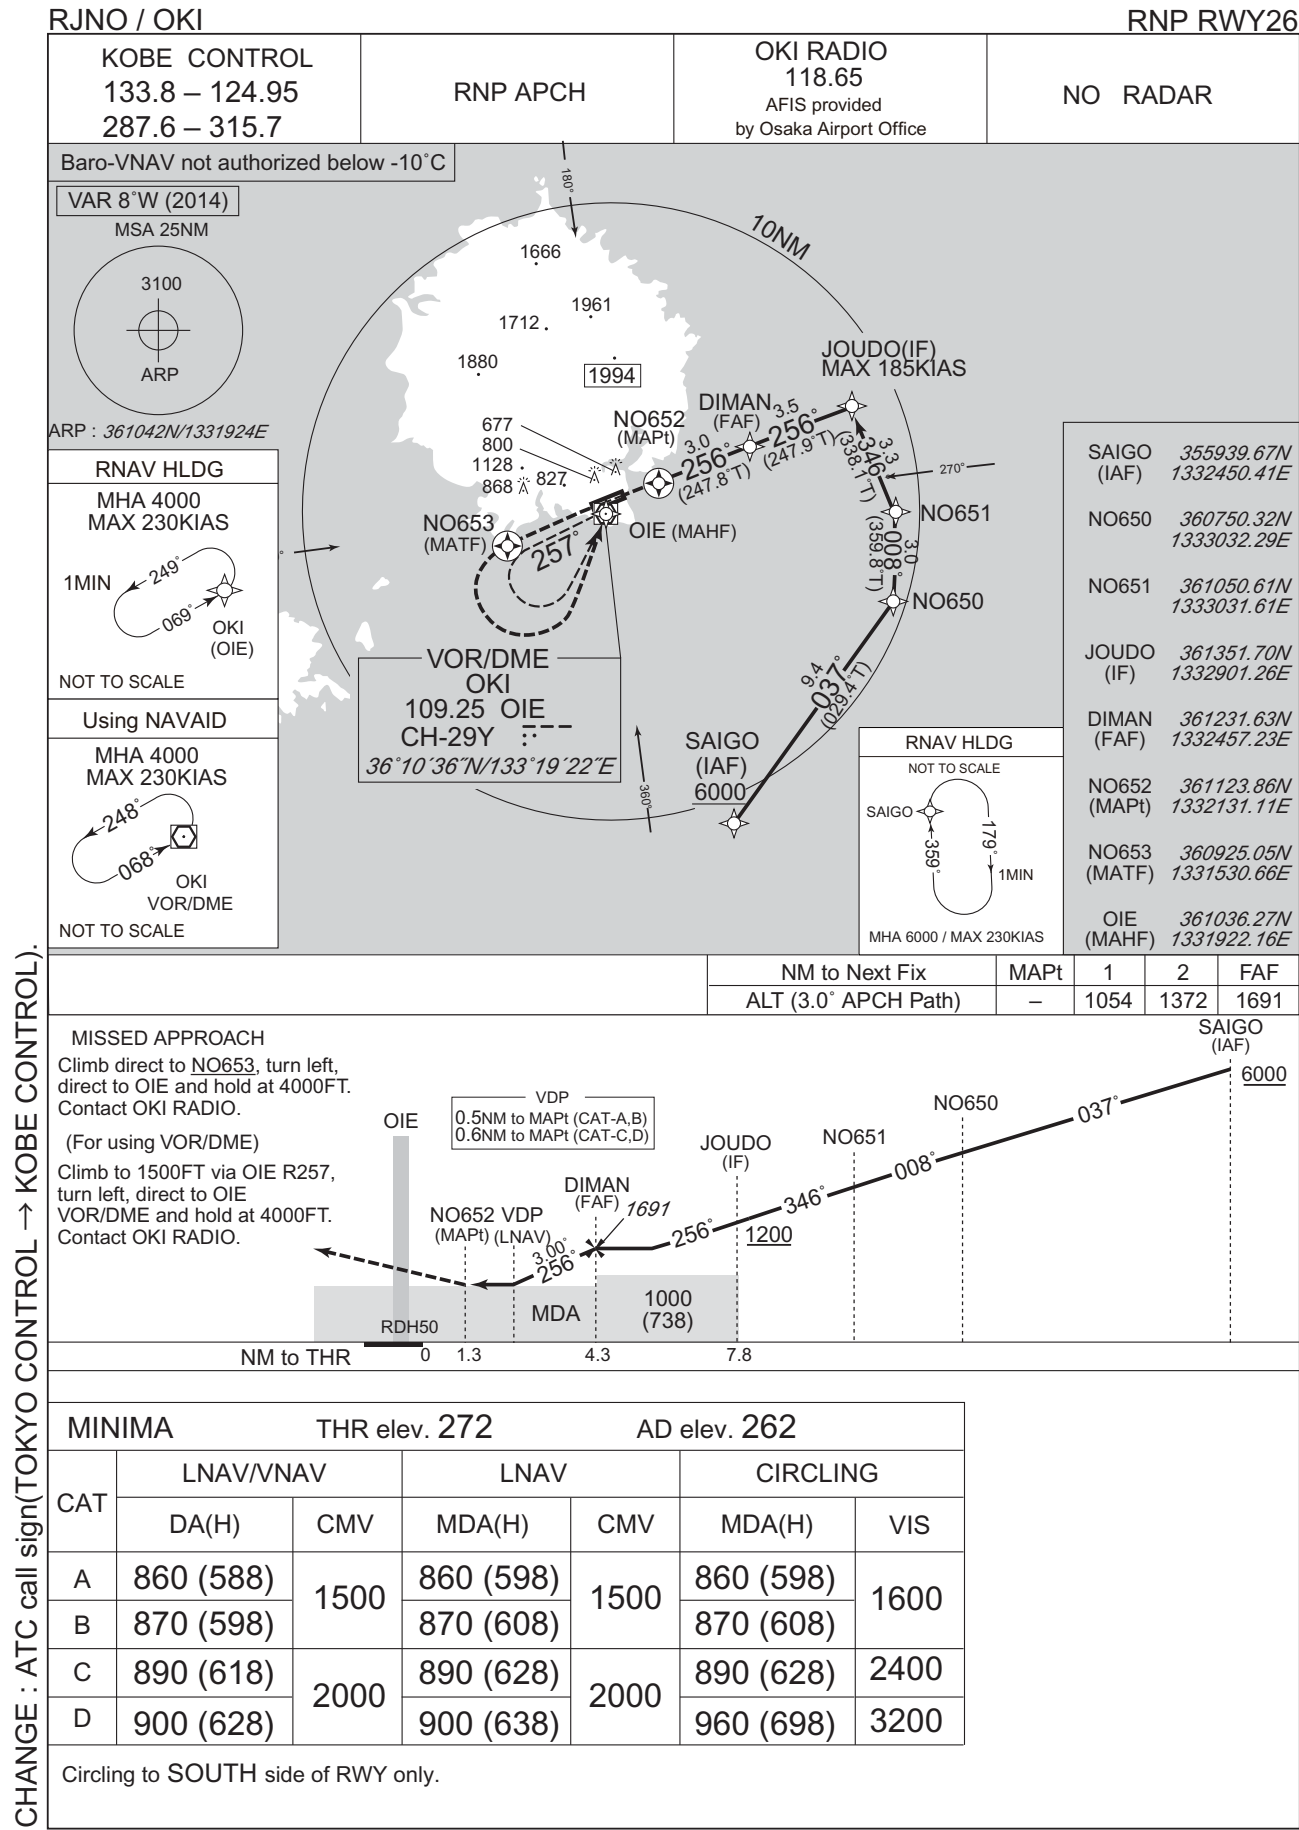 RJNO / OKI
RNP RWY26
KOBE CONTROL
133.8 – 124.95
287.6 – 315.7
RNP APCH
OKI RADIO
118.65
AFIS provided
by Osaka Airport Office
NO RADAR
Baro-VNAV not authorized below -10˚C
VAR 8˚W (2014)
MSA 25NM
3100
ARP
ARP : 361042N/1331924E
RNAV HLDG
MHA 4000
MAX 230KIAS
1MIN
249˚
069˚
OKI
(OIE)
NOT TO SCALE
Using NAVAID
MHA 4000
MAX 230KIAS
248˚
068˚
OKI
VOR/DME
NOT TO SCALE
180˚
10NM
1666
1961
1712
1880
1994
677
800
1128
868
827
JOUDO(IF)
MAX 185KIAS
DIMAN
(FAF)
3.5
256˚
(247.9˚T)
NO652
(MAPt)
3.0
256˚
(247.8˚T)
3.3
346˚
(338.1˚T)
270˚
NO651
3.0
008˚
(359.8˚T)
NO650
NO653
(MATF)
257˚
OIE (MAHF)
VOR/DME
OKI
109.25 OIE
CH-29Y
36˚10´36˝N/133˚19´22˝E
9.4
037˚
(029.4˚T)
360˚
SAIGO
(IAF)
6000
RNAV HLDG
NOT TO SCALE
SAIGO
359˚
179˚
1MIN
MHA 6000 / MAX 230KIAS
SAIGO 355939.67N
(IAF) 1332450.41E
NO650 360750.32N
1333032.29E
NO651 361050.61N
1333031.61E
JOUDO 361351.70N
(IF) 1332901.26E
DIMAN 361231.63N
(FAF) 1332457.23E
NO652 361123.86N
(MAPt) 1332131.11E
NO653 360925.05N
(MATF) 1331530.66E
OIE 361036.27N
(MAHF) 1331922.16E
NM to Next Fix MAPt 1 2 FAF
ALT (3.0˚ APCH Path) – 1054 1372 1691
MISSED APPROACH
Climb direct to NO653, turn left,
direct to OIE and hold at 4000FT.
Contact OKI RADIO.
(For using VOR/DME)
Climb to 1500FT via OIE R257,
turn left, direct to OIE
VOR/DME and hold at 4000FT.
Contact OKI RADIO.
OIE
VDP
0.5NM to MAPt (CAT-A,B)
0.6NM to MAPt (CAT-C,D)
NO652 VDP
(MAPt) (LNAV)
DIMAN
(FAF)
1691
3.00˚
256˚
256˚
JOUDO
(IF)
1200
346˚
NO651
008˚
NO650
037˚
SAIGO
(IAF)
6000
MDA
1000
(738)
RDH50
NM to THR 0 1.3 4.3 7.8
MINIMA THR elev. 272 AD elev. 262
CAT LNAV/VNAV LNAV CIRCLING
DA(H) CMV MDA(H) CMV MDA(H) VIS
A 860 (588) 1500 860 (598) 1500 860 (598) 1600
B 870 (598) 870 (608) 870 (608)
C 890 (618) 2000 890 (628) 2000 890 (628) 2400
D 900 (628) 900 (638) 960 (698) 3200
Circling to SOUTH side of RWY only.
CHANGE : ATC call sign(TOKYO CONTROL → KOBE CONTROL).